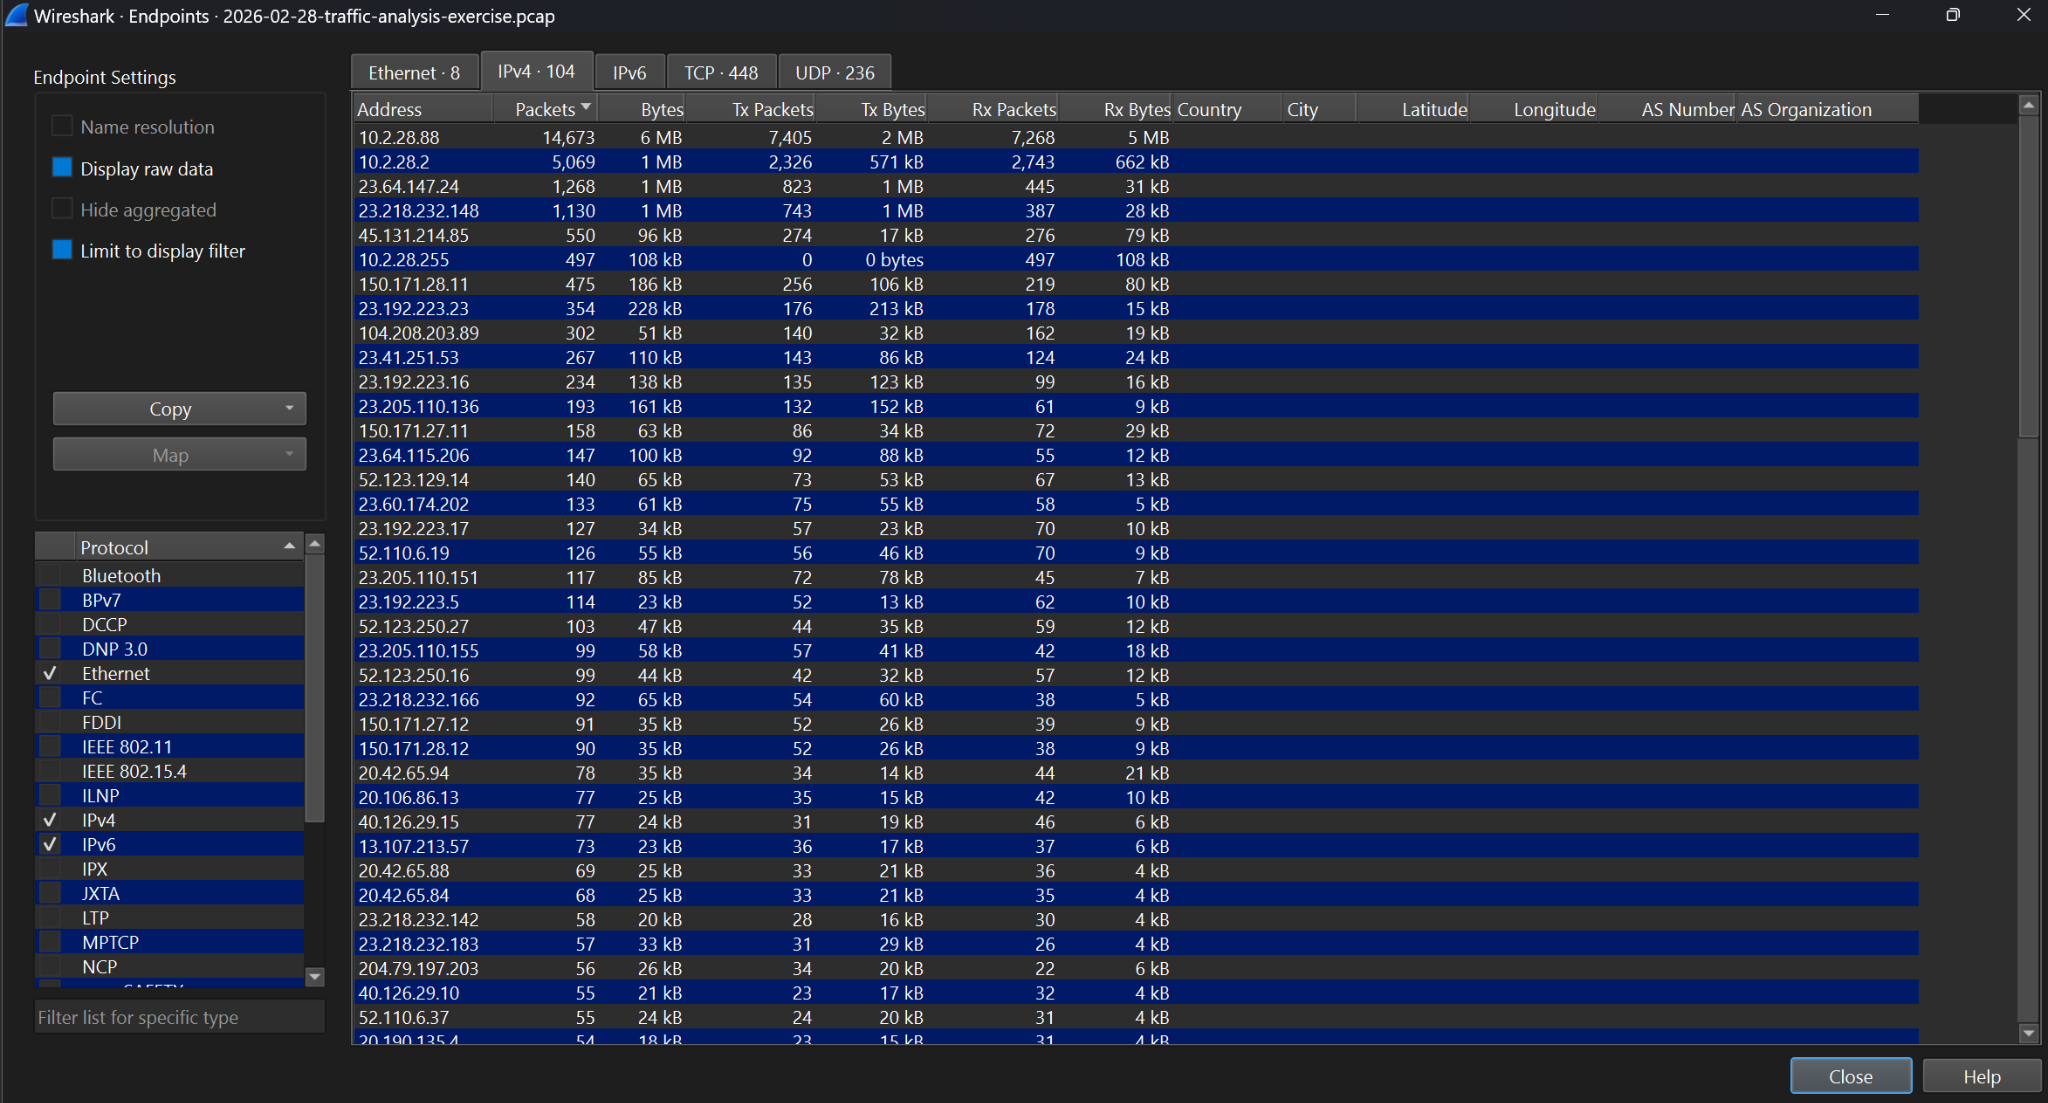 Wireshark · Endpoints · 2026-02-28-traffic-analysis-exercise.pcap
Endpoint Settings
Name resolution
Display raw data
Hide aggregated
Limit to display filter
Copy
Map
Protocol
Bluetooth
BPv7
DCCP
DNP 3.0
Ethernet
FC
FDDI
IEEE 802.11
IEEE 802.15.4
ILNP
IPv4
IPv6
IPX
JXTA
LTP
MPTCP
NCP
Filter list for specific type
Ethernet · 8 IPv4 · 104 IPv6 TCP · 448 UDP · 236
Address Packets Bytes Tx Packets Tx Bytes Rx Packets Rx Bytes Country City Latitude Longitude AS Number AS Organization
10.2.28.88 14,673 6 MB 7,405 2 MB 7,268 5 MB
10.2.28.2 5,069 1 MB 2,326 571 kB 2,743 662 kB
23.64.147.24 1,268 1 MB 823 1 MB 445 31 kB
23.218.232.148 1,130 1 MB 743 1 MB 387 28 kB
45.131.214.85 550 96 kB 274 17 kB 276 79 kB
10.2.28.255 497 108 kB 0 0 bytes 497 108 kB
150.171.28.11 475 186 kB 256 106 kB 219 80 kB
23.192.223.23 354 228 kB 176 213 kB 178 15 kB
104.208.203.89 302 51 kB 140 32 kB 162 19 kB
23.41.251.53 267 110 kB 143 86 kB 124 24 kB
23.192.223.16 234 138 kB 135 123 kB 99 16 kB
23.205.110.136 193 161 kB 132 152 kB 61 9 kB
150.171.27.11 158 63 kB 86 34 kB 72 29 kB
23.64.115.206 147 100 kB 92 88 kB 55 12 kB
52.123.129.14 140 65 kB 73 53 kB 67 13 kB
23.60.174.202 133 61 kB 75 55 kB 58 5 kB
23.192.223.17 127 34 kB 57 23 kB 70 10 kB
52.110.6.19 126 55 kB 56 46 kB 70 9 kB
23.205.110.151 117 85 kB 72 78 kB 45 7 kB
23.192.223.5 114 23 kB 52 13 kB 62 10 kB
52.123.250.27 103 47 kB 44 35 kB 59 12 kB
23.205.110.155 99 58 kB 57 41 kB 42 18 kB
52.123.250.16 99 44 kB 42 32 kB 57 12 kB
23.218.232.166 92 65 kB 54 60 kB 38 5 kB
150.171.27.12 91 35 kB 52 26 kB 39 9 kB
150.171.28.12 90 35 kB 52 26 kB 38 9 kB
20.42.65.94 78 35 kB 34 14 kB 44 21 kB
20.106.86.13 77 25 kB 35 15 kB 42 10 kB
40.126.29.15 77 24 kB 31 19 kB 46 6 kB
13.107.213.57 73 23 kB 36 17 kB 37 6 kB
20.42.65.88 69 25 kB 33 21 kB 36 4 kB
20.42.65.84 68 25 kB 33 21 kB 35 4 kB
23.218.232.142 58 20 kB 28 16 kB 30 4 kB
23.218.232.183 57 33 kB 31 29 kB 26 4 kB
204.79.197.203 56 26 kB 34 20 kB 22 6 kB
40.126.29.10 55 21 kB 23 17 kB 32 4 kB
52.110.6.37 55 24 kB 24 20 kB 31 4 kB
20.190.135.4 54 18 kB 23 15 kB 31 4 kB
Close Help